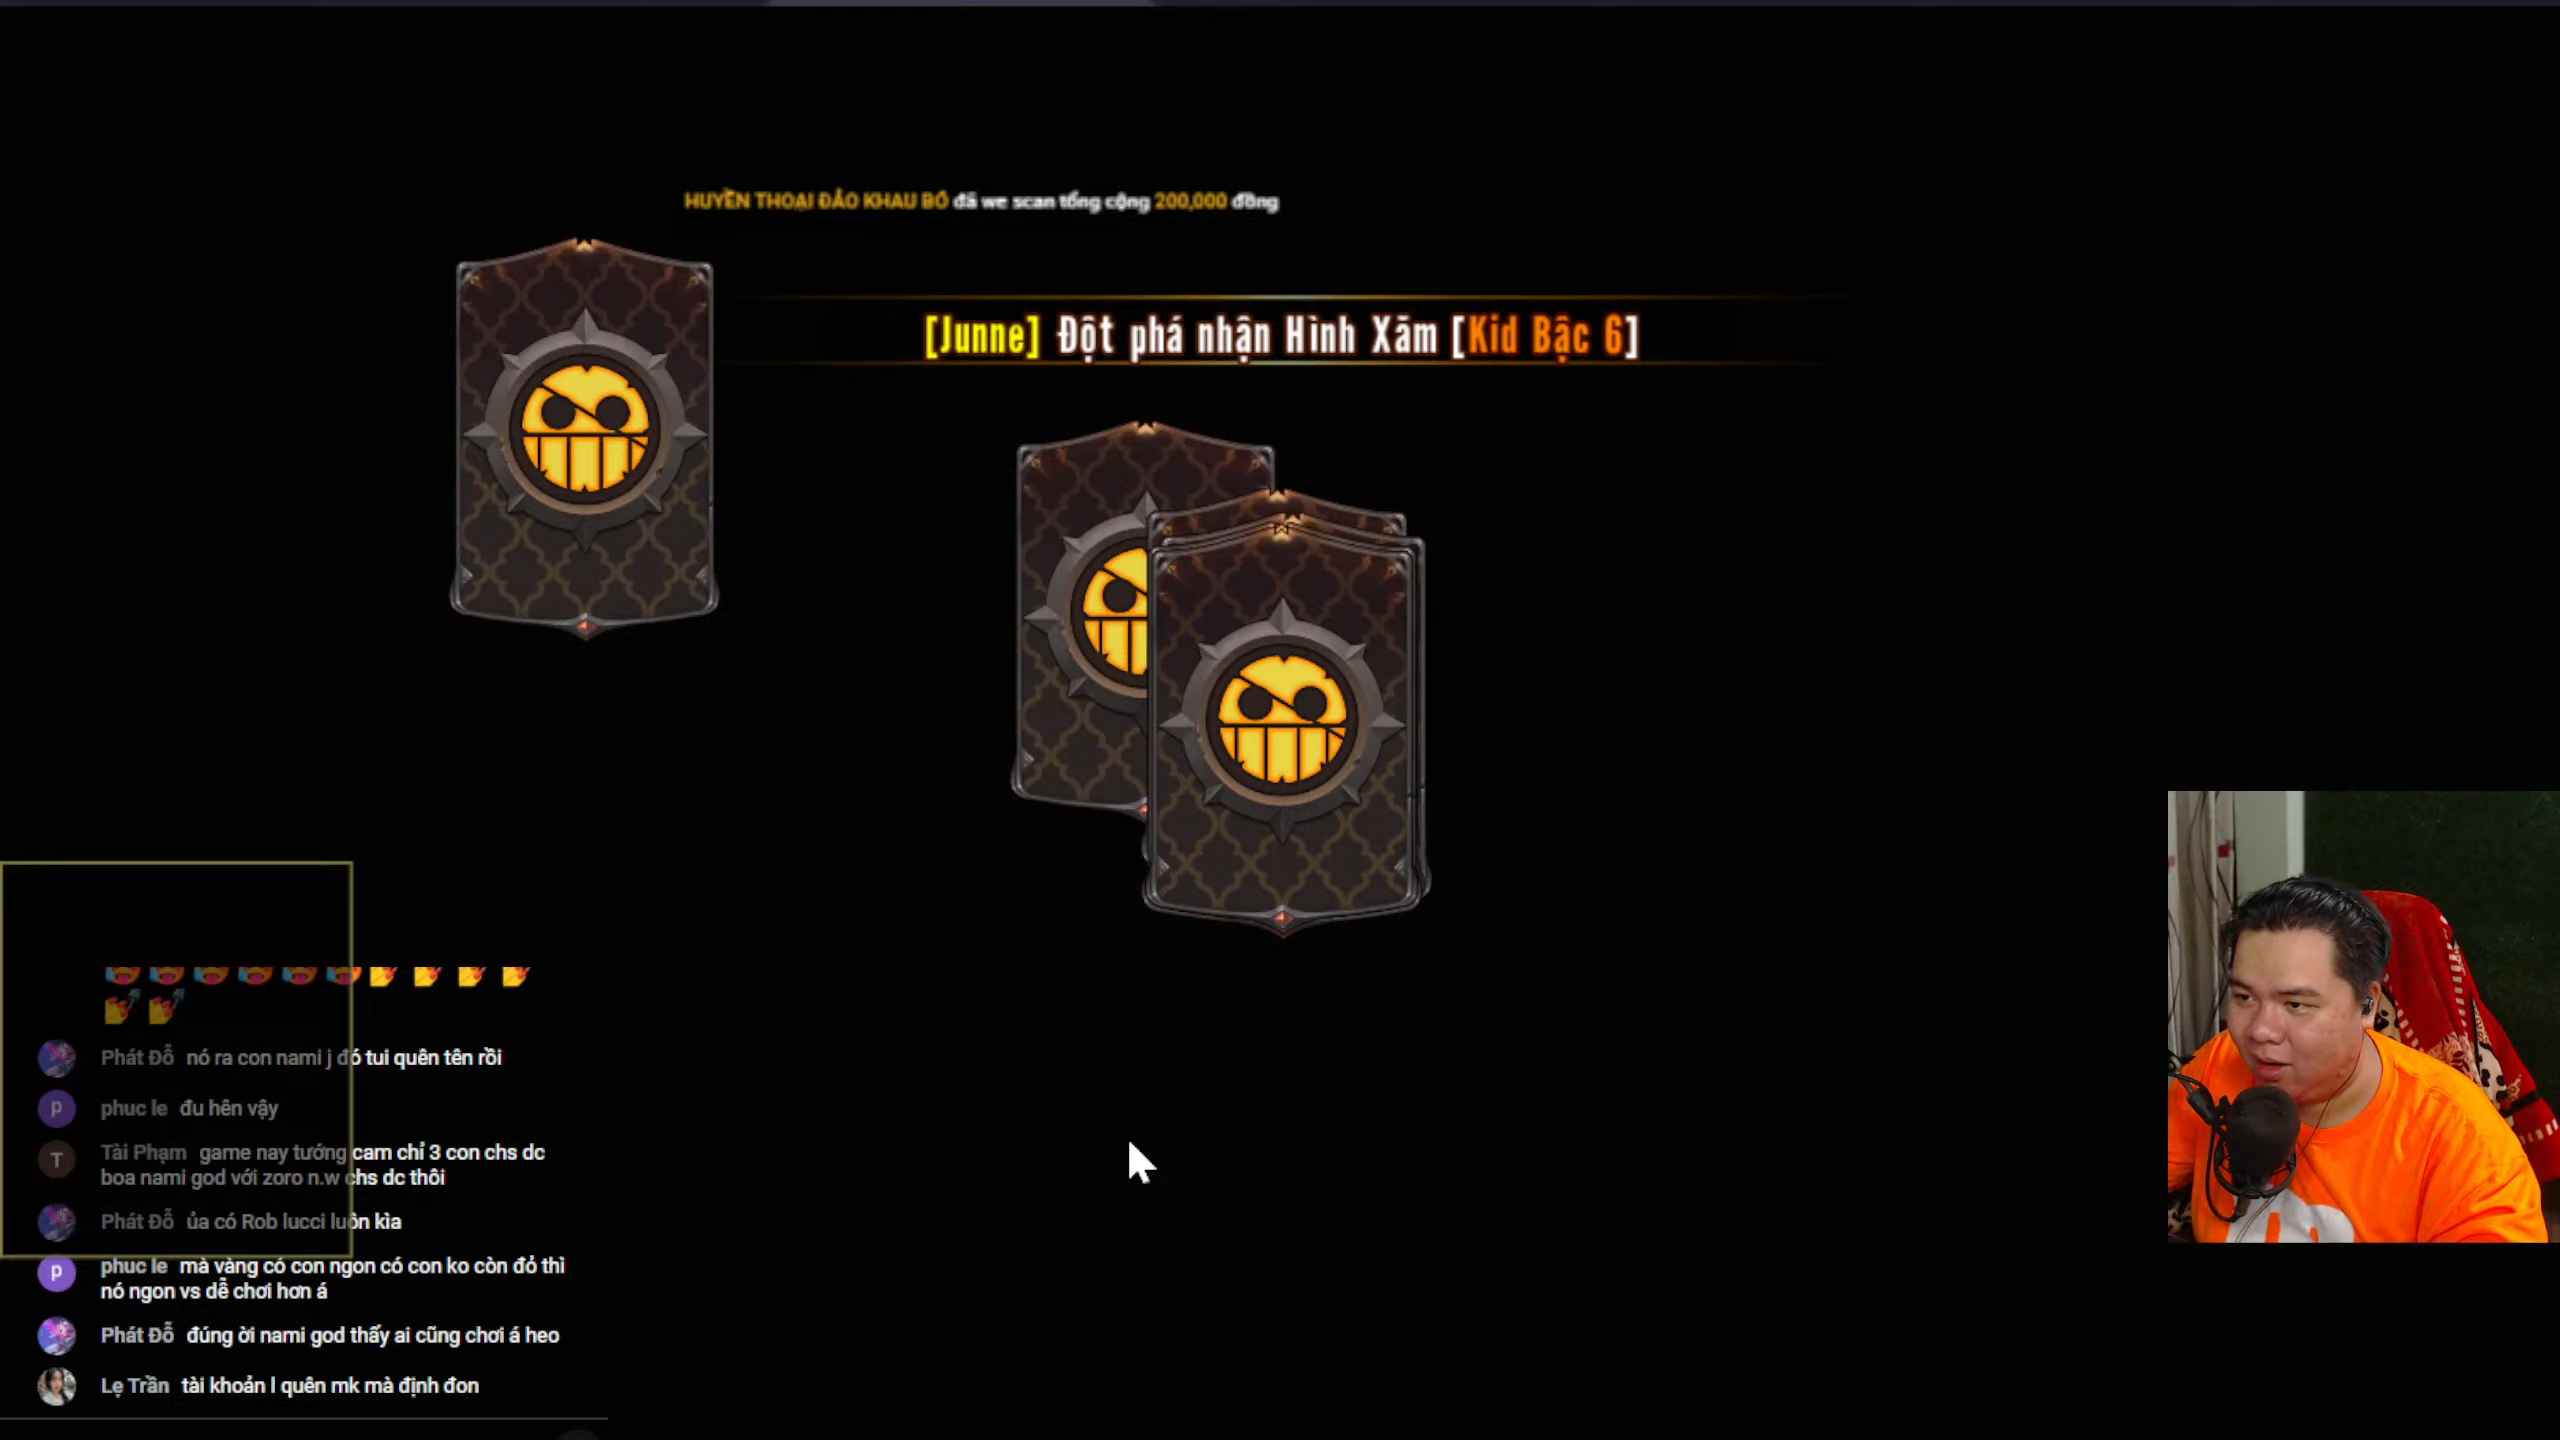 HUYỀN THOẠI ĐẢO KHAU BÓ đã we scan tổng cộng 200,000 đồng
[Junne] Đột phá nhận Hình Xăm [Kid Bậc 6]
Phát Đỗ nó ra con nami j đó tui quên tên rồi
P
phuc le đu hên vậy
T
Tài Phạm game nay tướng cam chỉ 3 con chs dc
boa nami god với zoro n.w chs dc thôi
Phát Đỗ ủa có Rob lucci luôn kìa
P
phuc le mà vàng có con ngon có con ko còn đỏ thì
nó ngon vs dễ chơi hơn á
Phát Đỗ đúng ời nami god thấy ai cũng chơi á heo
Lẹ Trần tài khoản l quên mk mà định đon